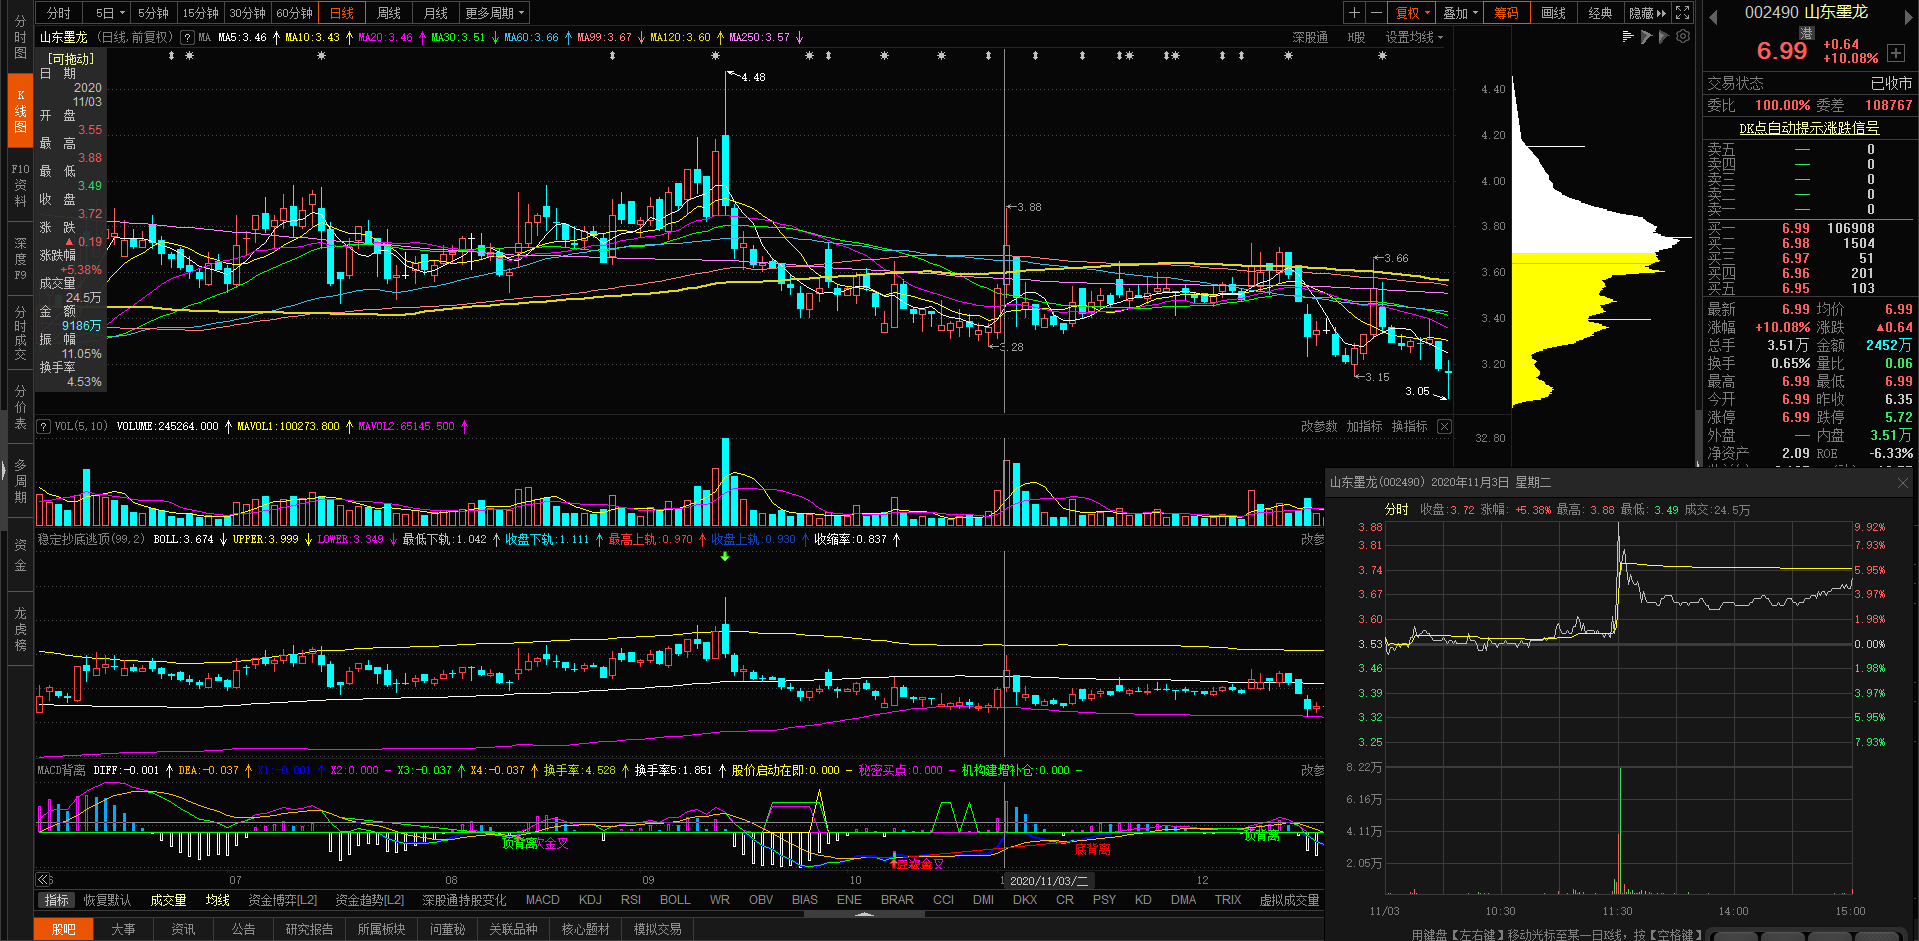 分时 5日 5分钟 15分钟 30分钟 60分钟 日线 周线 月线 更多周期
复权 叠加 筹码 画线 经典 隐藏
山东墨龙 (日线,前复权) ? MA MA5:3.46 MA10:3.43 MA20:3.46 MA30:3.51 MA60:3.66 MA99:3.67 MA120:3.60 MA250:3.57
深股通 H股 设置均线
分时图
K线图
F10资料
深度F9
分时成交
分价表
多周期
资金
龙虎榜
[可拖动]
日 期
2020
11/03
开 盘
3.55
最 高
3.88
最 低
3.49
收 盘
3.72
涨 跌
▲0.19
涨跌幅
+5.38%
成交量
24.5万
金 额
9186万
振 幅
11.05%
换手率
4.53%
4.48
3.88
3.28
3.66
3.15
3.05
4.40
4.20
4.00
3.80
3.60
3.40
3.20
? VOL(5,10) VOLUME:245264.000 MAVOL1:100273.800 MAVOL2:65145.500
改参数 加指标 换指标
32.80
稳定抄底逃顶(99,2) BOLL:3.674 UPPER:3.999 LOWER:3.349 最低下轨:1.042 收盘下轨:1.111 最高上轨:0.970 收盘上轨:0.930 收缩率:0.837
改参
MACD背离 DIFF:-0.001 DEA:-0.037 X1:-0.001 X2:0.000 X3:-0.037 X4:-0.037 换手率:4.528 换手率5:1.851 股价启动在即:0.000 秘密买点:0.000 机构建增补仓:0.000
改参
顶背离 金叉
金叉
底背离
顶背离
07 08 09 10 2020/11/03/二 12
指标 恢复默认 成交量 均线 资金博弈[L2] 资金趋势[L2] 深股通持股变化 MACD KDJ RSI BOLL WR OBV BIAS ENE BRAR CCI DMI DKX CR PSY KD DMA TRIX 虚拟成交量
股吧 大事 资讯 公告 研究报告 所属板块 问董秘 关联品种 核心题材 模拟交易
002490 山东墨龙
港
6.99 +0.64
+10.08%
交易状态 已收市
委比 100.00% 委差 108767
DK点自动提示涨跌信号
卖五 — 0
卖四 — 0
卖三 — 0
卖二 — 0
卖一 — 0
买一 6.99 106908
买二 6.98 1504
买三 6.97 51
买四 6.96 201
买五 6.95 103
最新 6.99 均价 6.99
涨幅 +10.08% 涨跌 ▲0.64
总手 3.51万 金额 2452万
换手 0.65% 量比 0.06
最高 6.99 最低 6.99
今开 6.99 昨收 6.35
涨停 6.99 跌停 5.72
外盘 — 内盘 3.51万
净资产 2.09 ROE -6.33%
山东墨龙(002490) 2020年11月3日 星期二
分时 收盘:3.72 涨幅: +5.38% 最高: 3.88 最低: 3.49 成交:24.5万
3.88 9.92%
3.81 7.93%
3.74 5.95%
3.67 3.97%
3.60 1.98%
3.53 0.00%
3.46 1.98%
3.39 3.97%
3.32 5.95%
3.25 7.93%
8.22万
6.16万
4.11万
2.05万
11/03 10:30 11:30 14:00 15:00
用键盘【左右键】移动光标至某一日K线, 按【空格键】